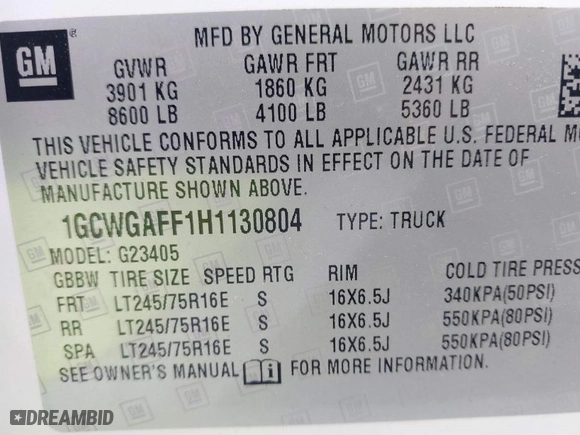 GM ®
MFD BY GENERAL MOTORS LLC
GVWR GAWR FRT GAWR RR
3901 KG 1860 KG 2431 KG
8600 LB 4100 LB 5360 LB
THIS VEHICLE CONFORMS TO ALL APPLICABLE U.S. FEDERAL MO
VEHICLE SAFETY STANDARDS IN EFFECT ON THE DATE OF
MANUFACTURE SHOWN ABOVE.
1GCWGAFF1H1130804 TYPE: TRUCK
MODEL: G23405
GBBW TIRE SIZE SPEED RTG RIM COLD TIRE PRESS
FRT LT245/75R16E S 16X6.5J 340KPA(50PSI)
RR LT245/75R16E S 16X6.5J 550KPA(80PSI)
SPA LT245/75R16E S 16X6.5J 550KPA(80PSI)
SEE OWNER'S MANUAL FOR MORE INFORMATION.
DREAMBID